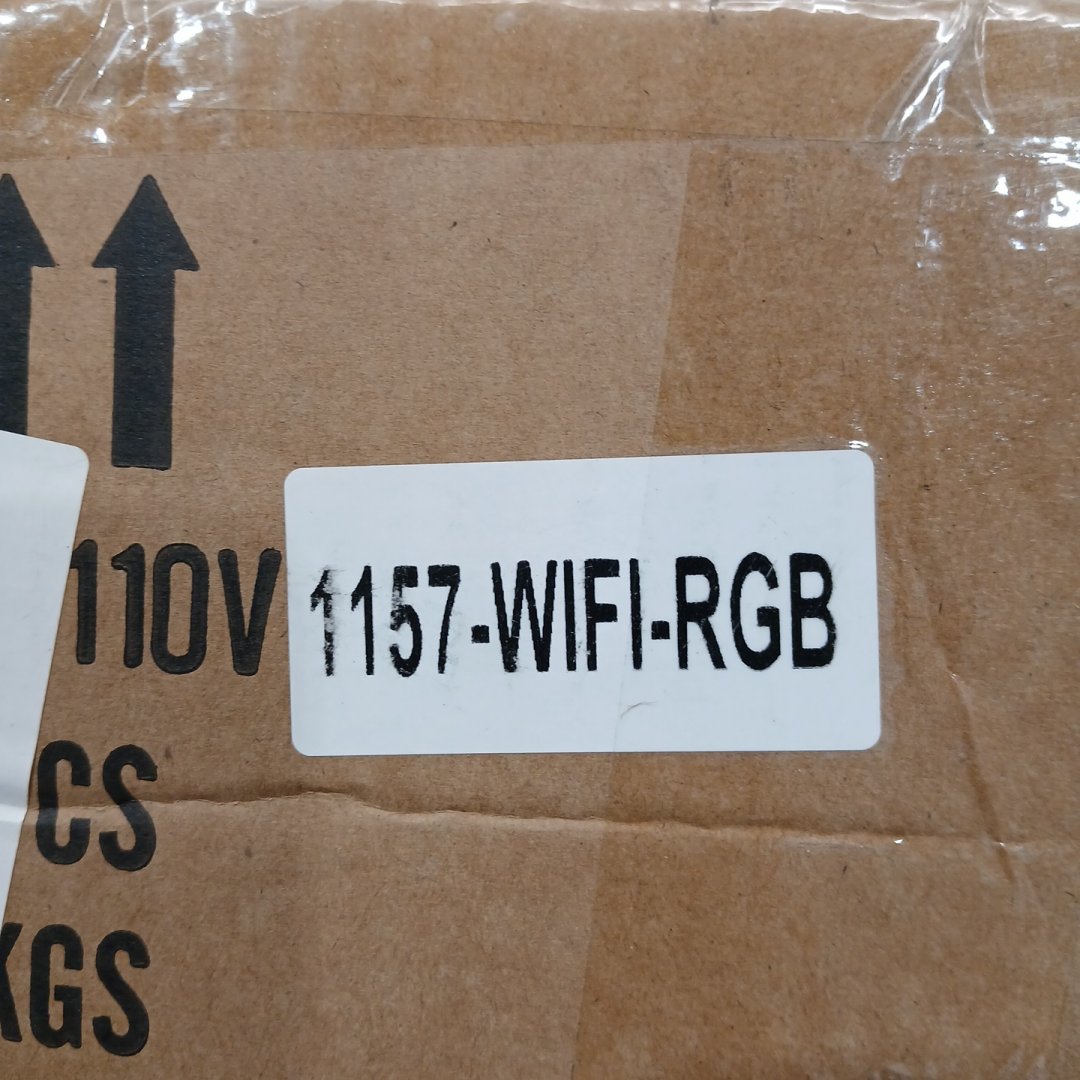 110V
1157-WIFI-RGB
CS
KGS